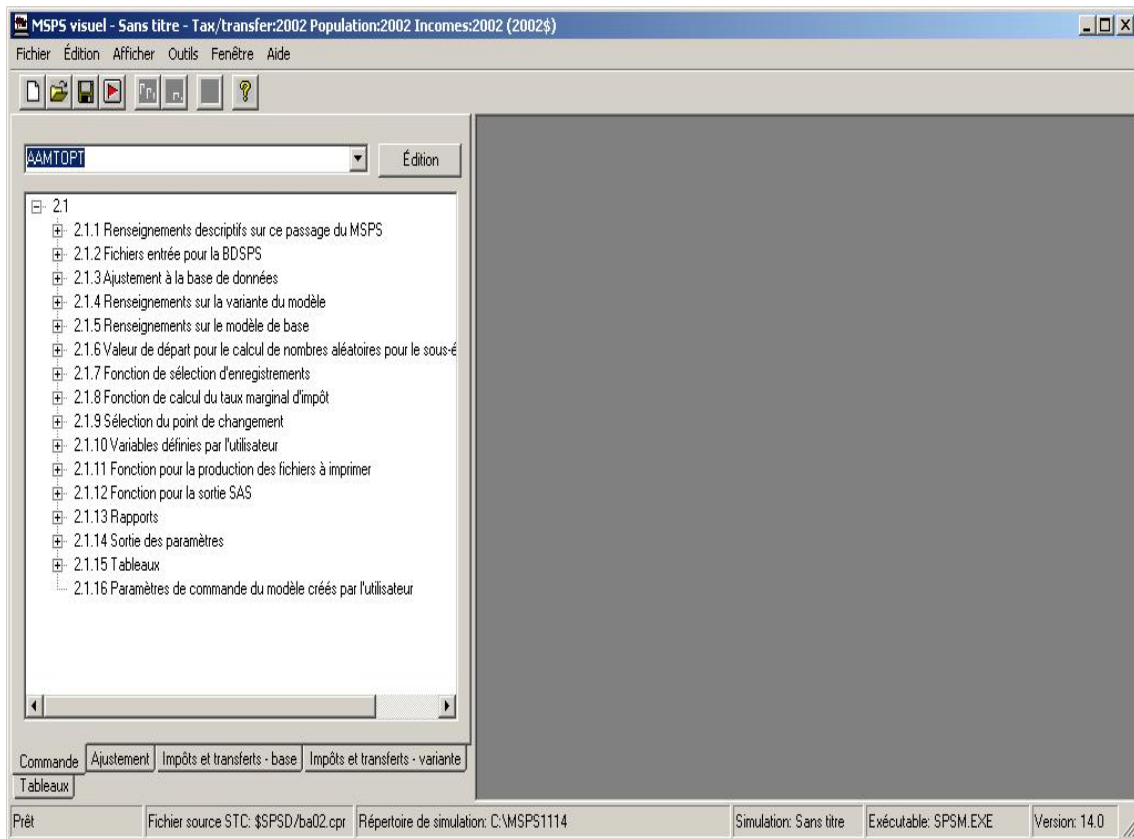 MSPS visuel - Sans titre - Tax/transfer:2002 Population:2002 Incomes:2002 (2002$)
Fichier Édition Afficher Outils Fenêtre Aide
AAMTOPT
Édition
2.1
2.1.1 Renseignements descriptifs sur ce passage du MSPS
2.1.2 Fichiers entrée pour la BDSPS
2.1.3 Ajustement à la base de données
2.1.4 Renseignements sur la variante du modèle
2.1.5 Renseignements sur le modèle de base
2.1.6 Valeur de départ pour le calcul de nombres aléatoires pour le sous-é
2.1.7 Fonction de sélection d'enregistrements
2.1.8 Fonction de calcul du taux marginal d'impôt
2.1.9 Sélection du point de changement
2.1.10 Variables définies par l'utilisateur
2.1.11 Fonction pour la production des fichiers à imprimer
2.1.12 Fonction pour la sortie SAS
2.1.13 Rapports
2.1.14 Sortie des paramètres
2.1.15 Tableaux
2.1.16 Paramètres de commande du modèle créés par l'utilisateur
Commande Ajustement Impôts et transferts - base Impôts et transferts - variante
Tableaux
Prêt Fichier source STC: $SPSD/ba02.cpr Répertoire de simulation: C:\MSPS1114 Simulation: Sans titre Exécutable: SPSM.EXE Version: 14.0